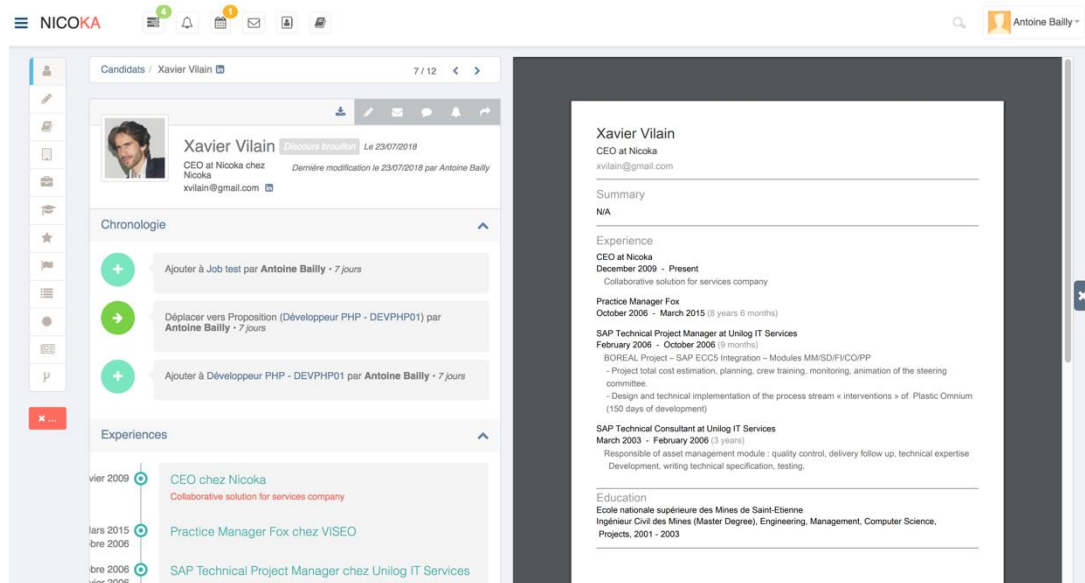 NICOKA
4
1
Antoine Bailly
Candidats / Xavier Vilain
7 / 12
Xavier Vilain Discours brouillon Le 23/07/2018
CEO at Nicoka chez
Nicoka
Dernière modification le 23/07/2018 par Antoine Bailly
xvilain@gmail.com
Chronologie
Ajouter à Job test par Antoine Bailly • 7 jours
Déplacer vers Proposition (Développeur PHP - DEVPHP01) par
Antoine Bailly • 7 jours
Ajouter à Développeur PHP - DEVPHP01 par Antoine Bailly • 7 jours
Experiences
vier 2009
CEO chez Nicoka
Collaborative solution for services company
lars 2015
bre 2006
Practice Manager Fox chez VISEO
bre 2006
SAP Technical Project Manager chez Unilog IT Services
Xavier Vilain
CEO at Nicoka
xvilain@gmail.com
Summary
N/A
Experience
CEO at Nicoka
December 2009 - Present
Collaborative solution for services company
Practice Manager Fox
October 2006 - March 2015 (8 years 6 months)
SAP Technical Project Manager at Unilog IT Services
February 2006 - October 2006 (9 months)
BOREAL Project – SAP ECC5 Integration – Modules MM/SD/FI/CO/PP
- Project total cost estimation, planning, crew training, monitoring, animation of the steering
committee.
- Design and technical implementation of the process stream « interventions » of Plastic Omnium
(150 days of development)
SAP Technical Consultant at Unilog IT Services
March 2003 - February 2006 (3 years)
Responsible of asset management module : quality control, delivery follow up, technical expertise
Development, writing technical specification, testing.
Education
Ecole nationale supérieure des Mines de Saint-Etienne
Ingénieur Civil des Mines (Master Degree), Engineering, Management, Computer Science,
Projects, 2001 - 2003